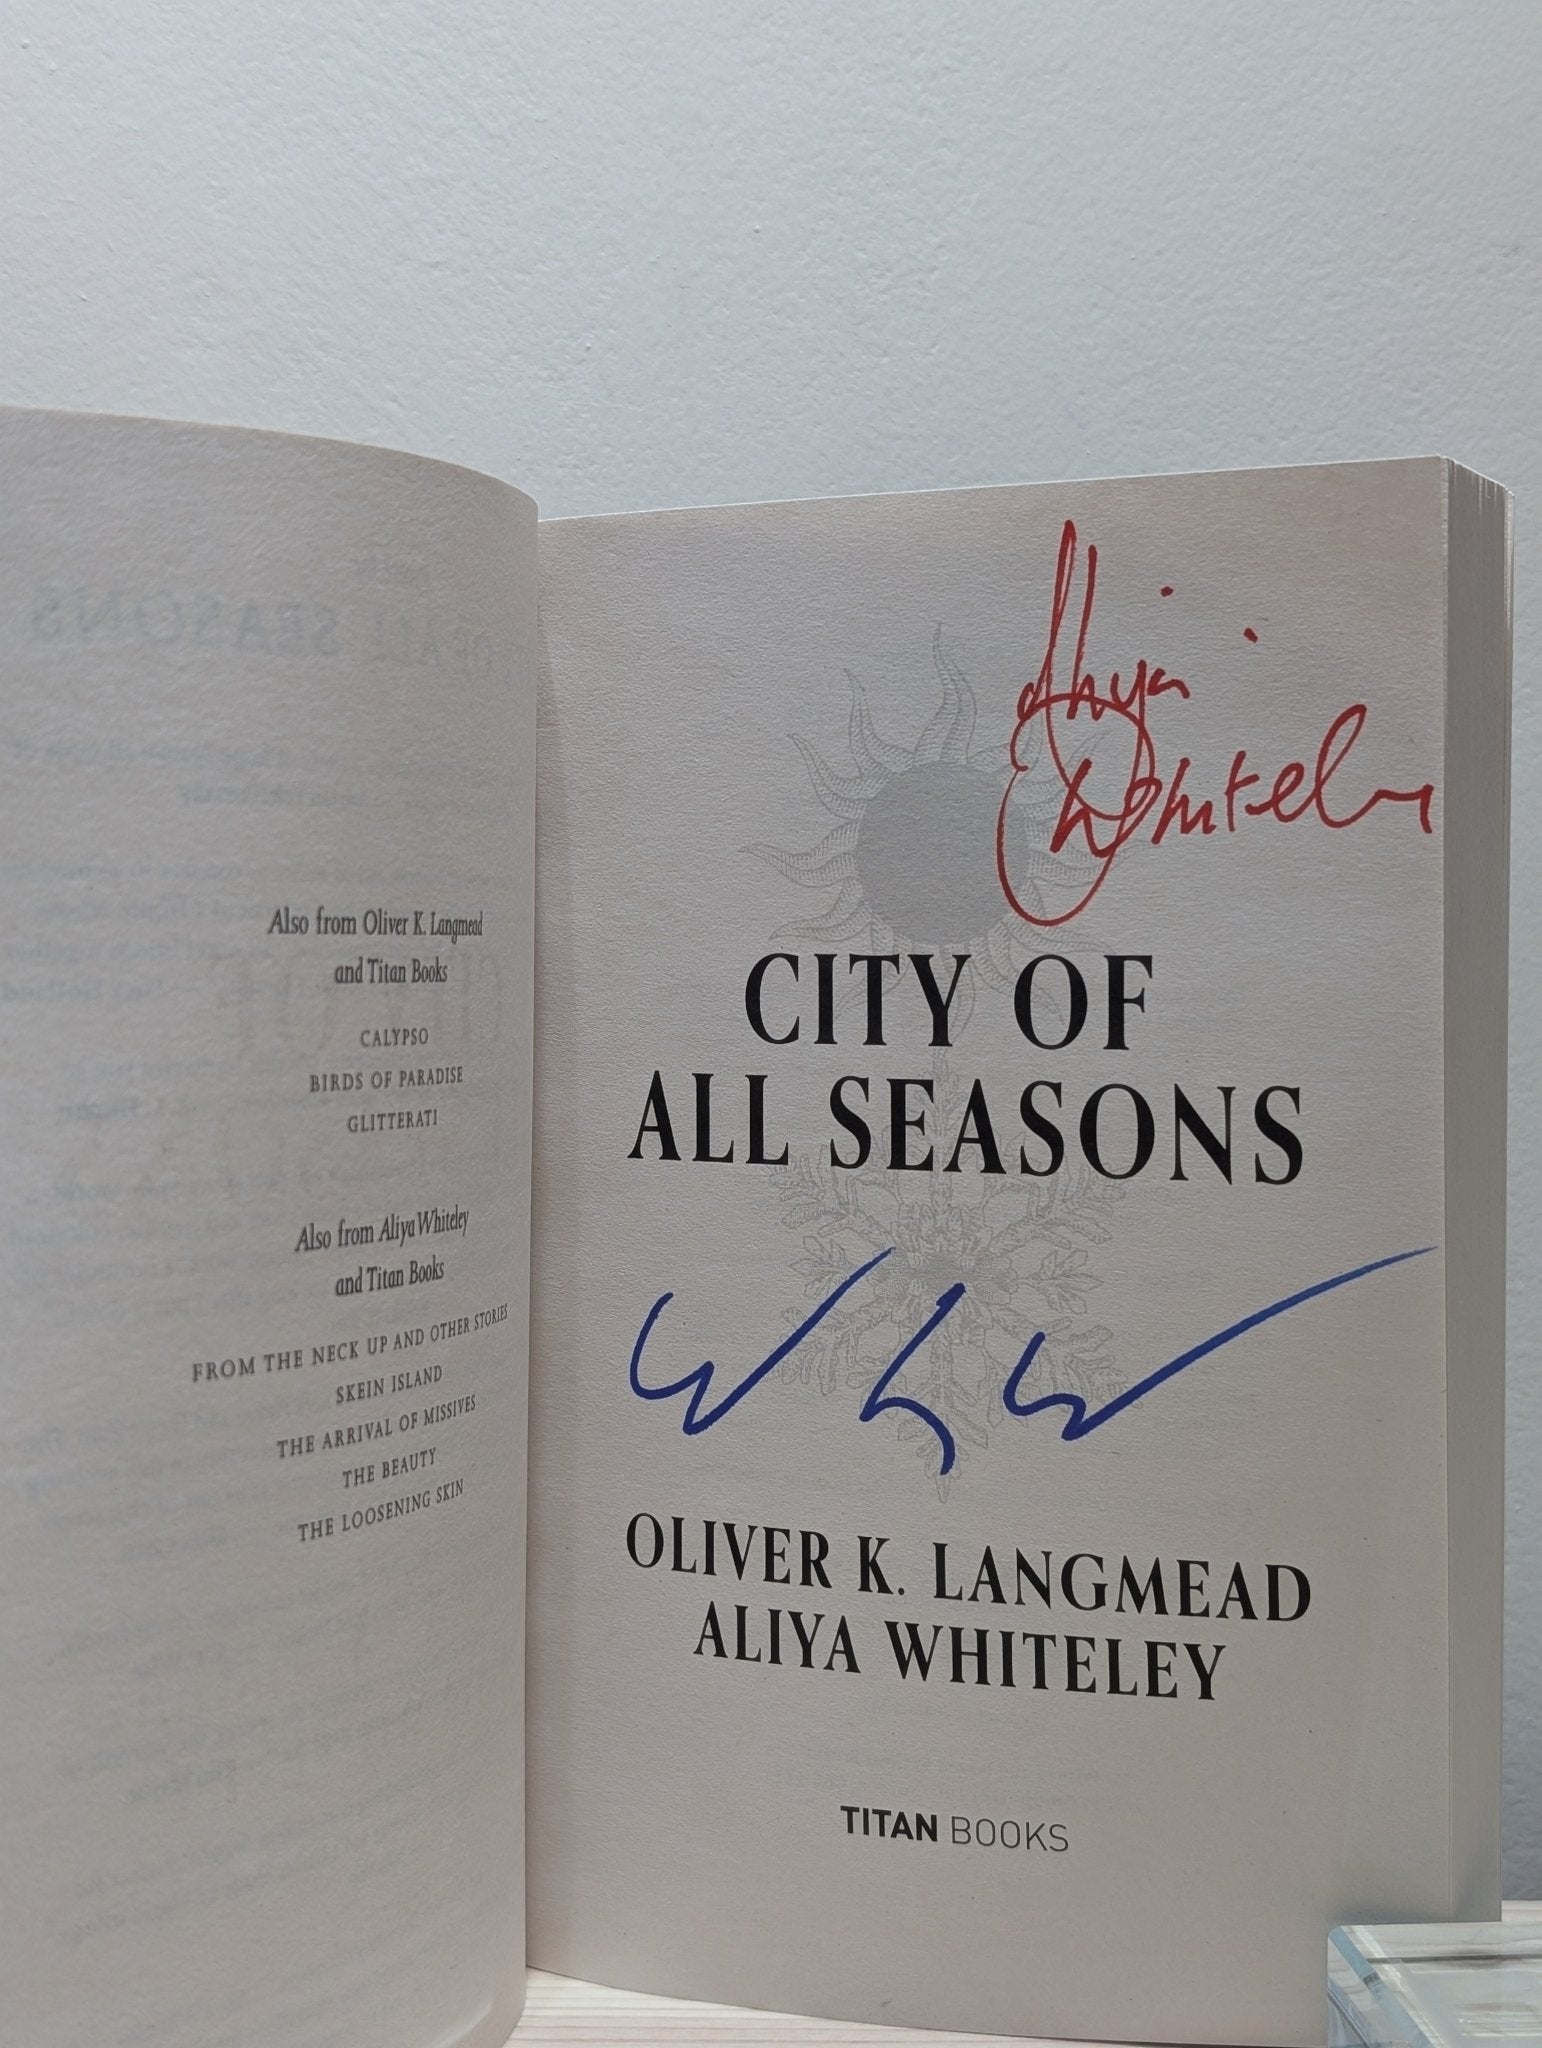 Also from Oliver K. Langmead
and Titan Books
CALYPSO
BIRDS OF PARADISE
GLITTERATI
Also from Aliya Whiteley
and Titan Books
FROM THE NECK UP AND OTHER STORIES
SKEIN ISLAND
THE ARRIVAL OF MISSIVES
THE BEAUTY
THE LOOSENING SKIN
Aliya
Whiteley
CITY OF
ALL SEASONS
OLIVER K. LANGMEAD
ALIYA WHITELEY
TITAN BOOKS